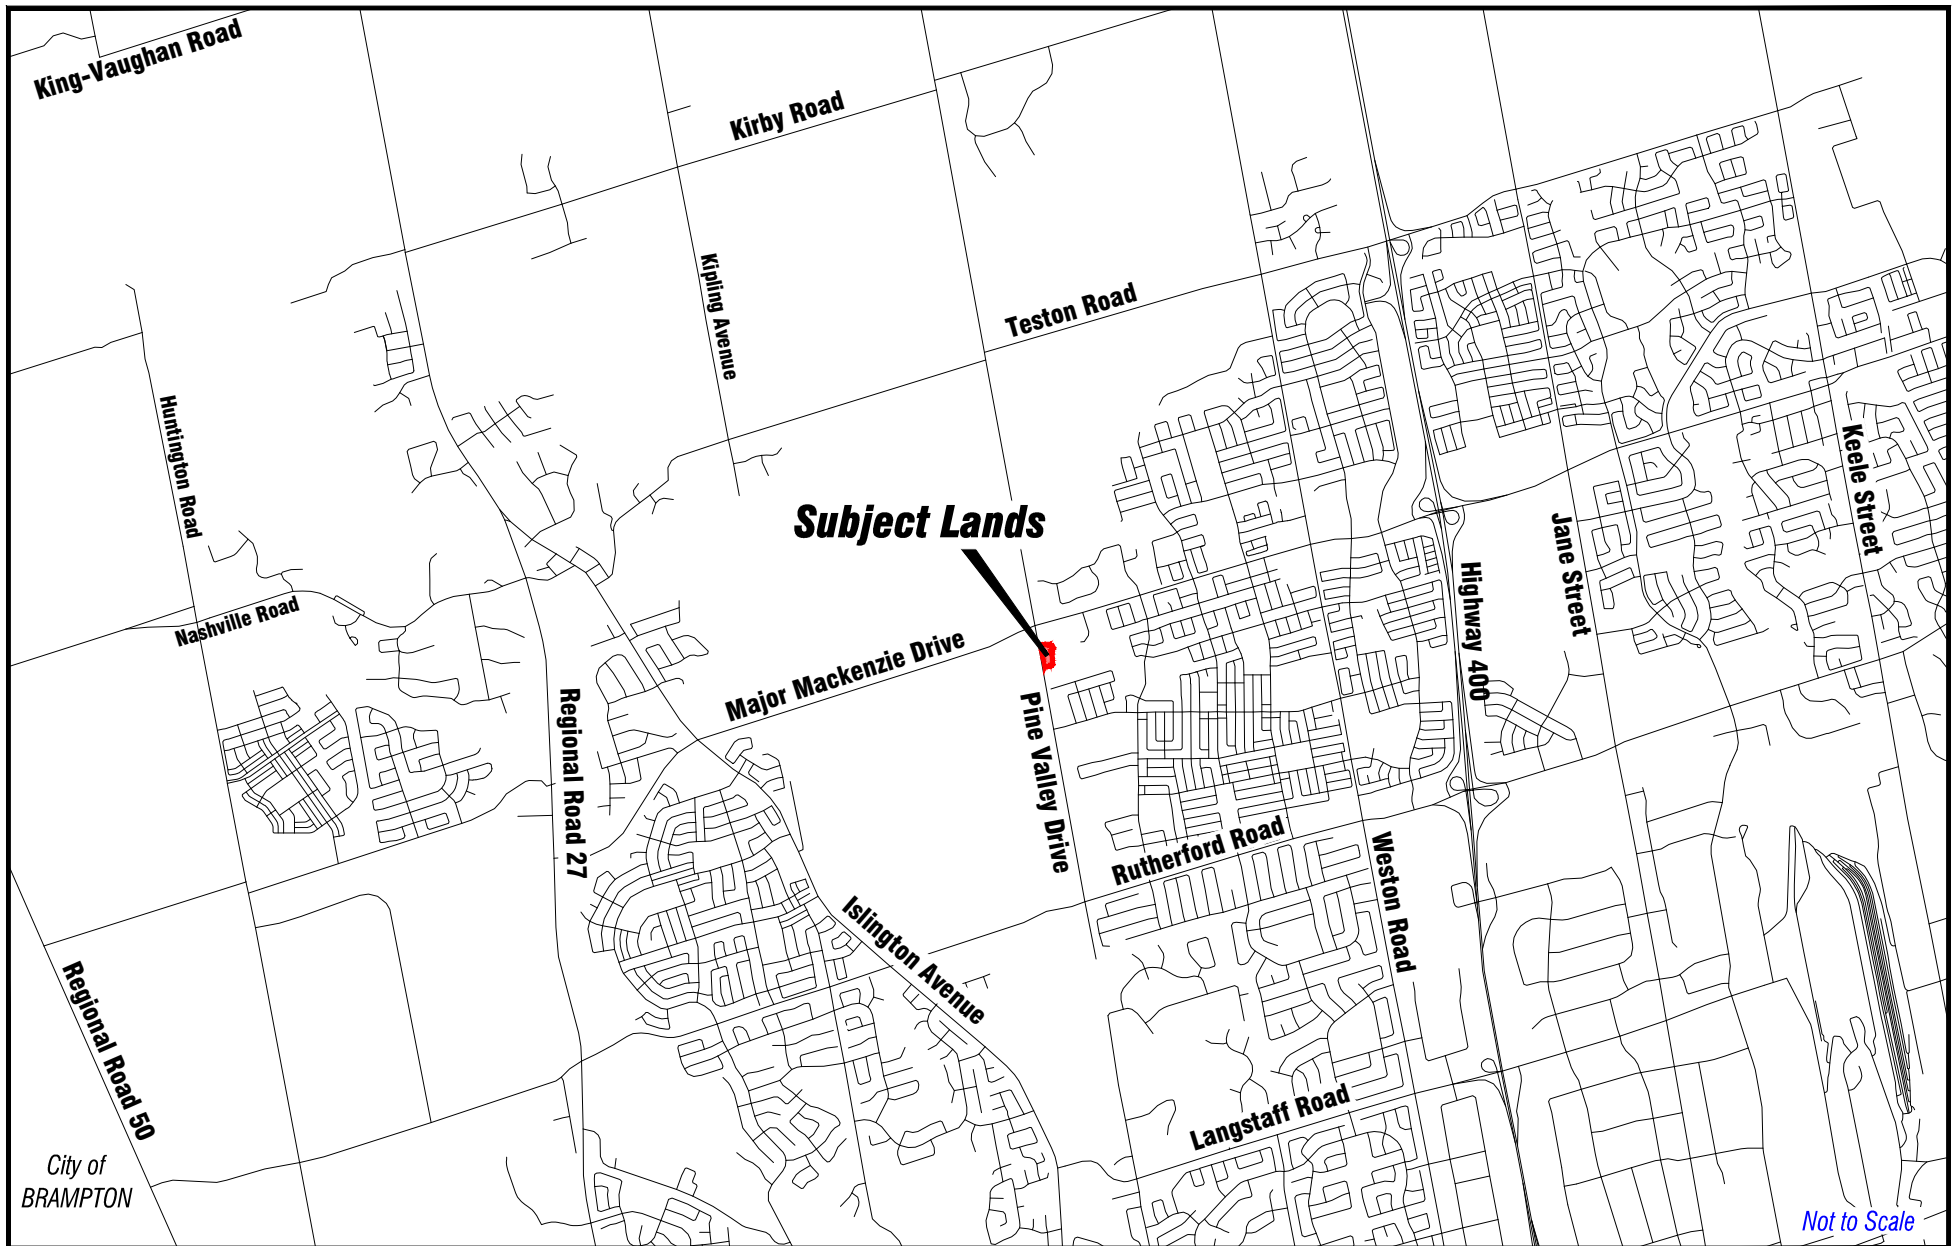 King-Vaughan Road
Kirby Road
Kipling Avenue
Teston Road
Huntington Road
Keele Street
Subject Lands
Jane Street
Highway 400
Nashville Road
Major Mackenzie Drive
Regional Road 27
Pine Valley Drive
Rutherford Road
Weston Road
Islington Avenue
Regional Road 50
Langstaff Road
City of
BRAMPTON
Not to Scale